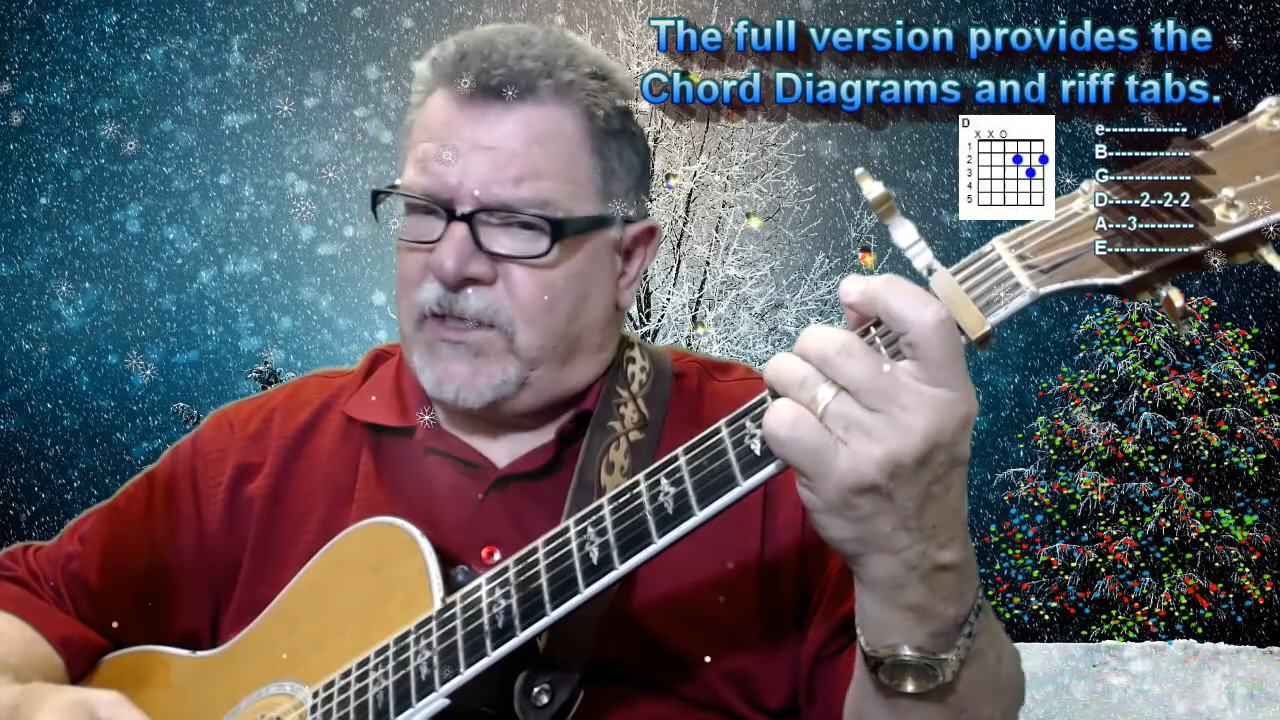 The full version provides the
Chord Diagrams and riff tabs.
D
X X O
1
2
3
4
5
e-------------
B-------------
G-------------
D-----2--2-2
A---3---------
E-------------